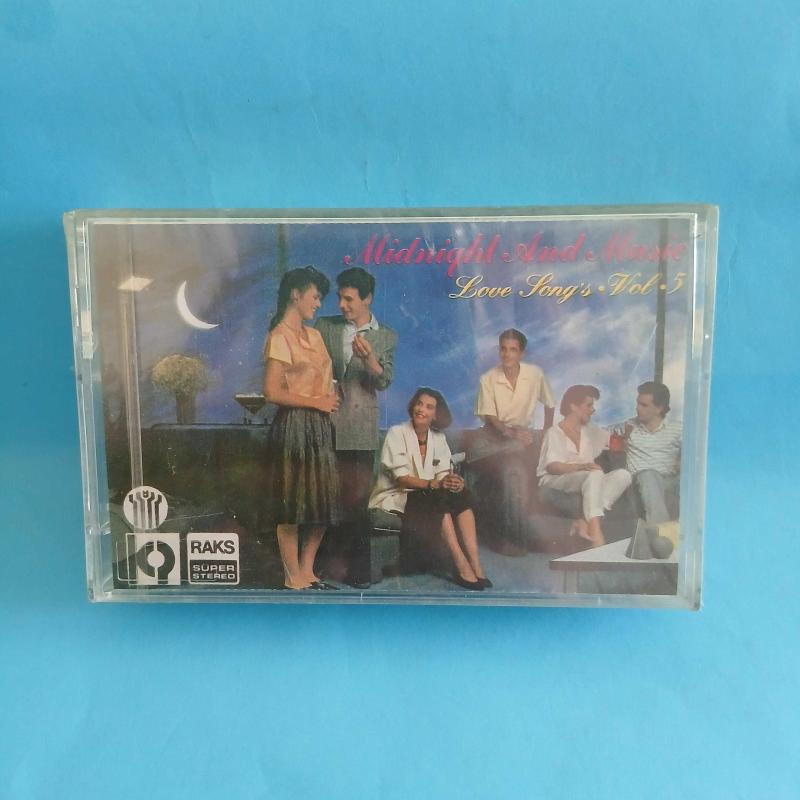 Midnight And Music
Love Song's • Vol • 5
RAKS
SÜPER
STEREO